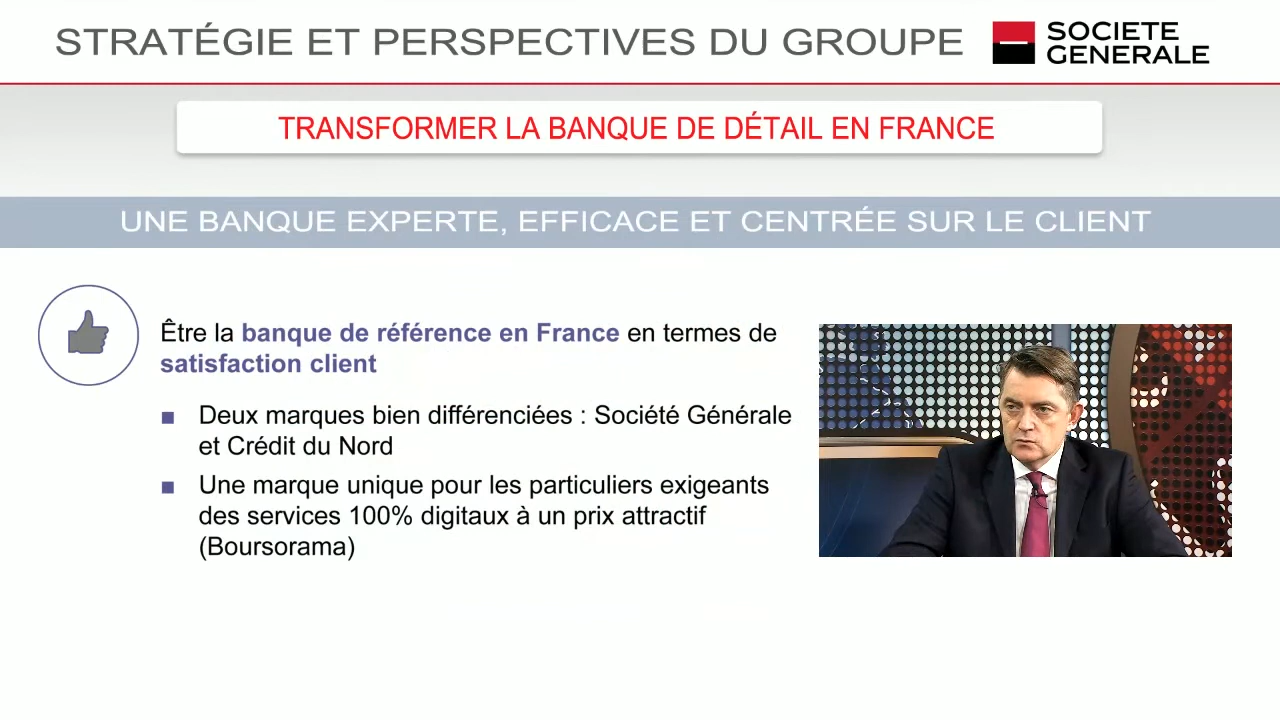 STRATÉGIE ET PERSPECTIVES DU GROUPE
SOCIETE
GENERALE
TRANSFORMER LA BANQUE DE DÉTAIL EN FRANCE
UNE BANQUE EXPERTE, EFFICACE ET CENTRÉE SUR LE CLIENT
Être la banque de référence en France en termes de
satisfaction client
Deux marques bien différenciées : Société Générale
et Crédit du Nord
Une marque unique pour les particuliers exigeants
des services 100% digitaux à un prix attractif
(Boursorama)